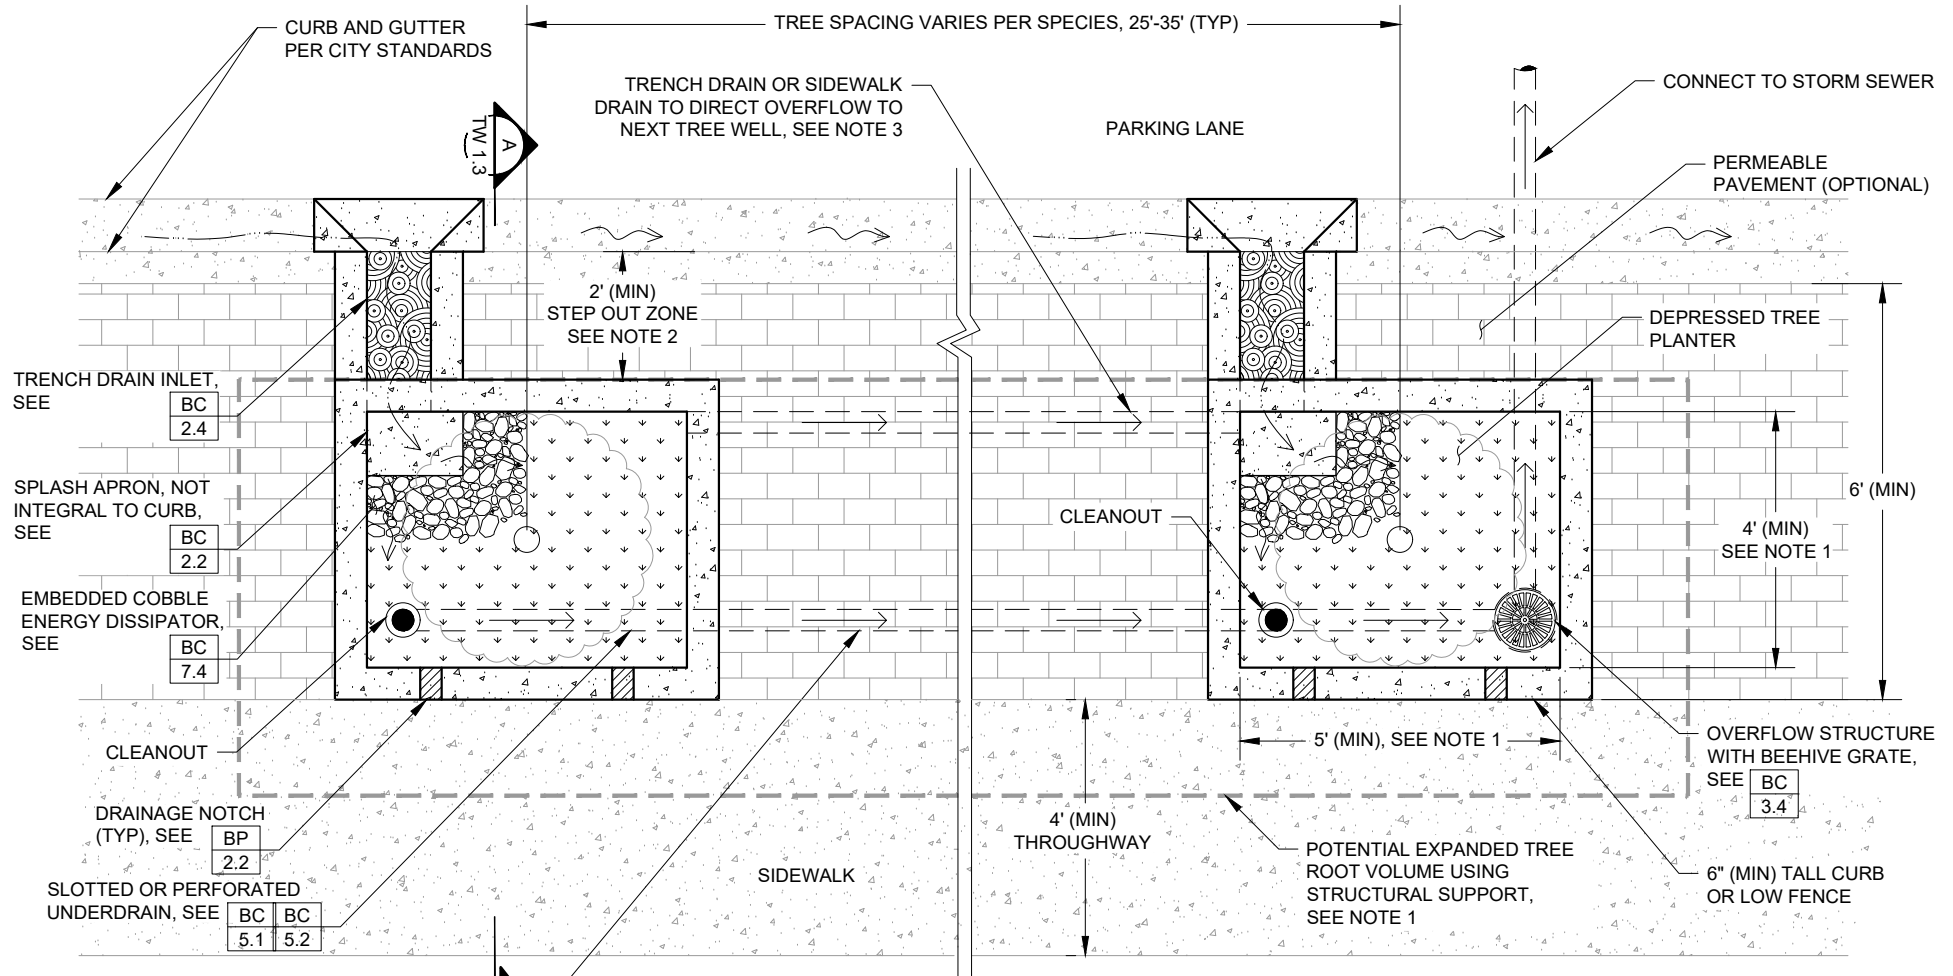 TREE SPACING VARIES PER SPECIES, 25'-35' (TYP)
CURB AND GUTTER
PER CITY STANDARDS
TRENCH DRAIN OR SIDEWALK
DRAIN TO DIRECT OVERFLOW TO
NEXT TREE WELL, SEE NOTE 3
PARKING LANE
CONNECT TO STORM SEWER
A
TW 1.3
PERMEABLE
PAVEMENT (OPTIONAL)
2' (MIN)
STEP OUT ZONE
SEE NOTE 2
DEPRESSED TREE
PLANTER
TRENCH DRAIN INLET,
SEE
BC
2.4
SPLASH APRON, NOT
INTEGRAL TO CURB,
SEE
BC
2.2
CLEANOUT
6' (MIN)
4' (MIN)
SEE NOTE 1
EMBEDDED COBBLE
ENERGY DISSIPATOR,
SEE
BC
7.4
CLEANOUT
5' (MIN), SEE NOTE 1
OVERFLOW STRUCTURE
WITH BEEHIVE GRATE,
SEE
BC
3.4
DRAINAGE NOTCH
(TYP), SEE
BP
2.2
4' (MIN)
THROUGHWAY
POTENTIAL EXPANDED TREE
ROOT VOLUME USING
STRUCTURAL SUPPORT,
SEE NOTE 1
6" (MIN) TALL CURB
OR LOW FENCE
SIDEWALK
SLOTTED OR PERFORATED
UNDERDRAIN, SEE
BC BC
5.1 5.2